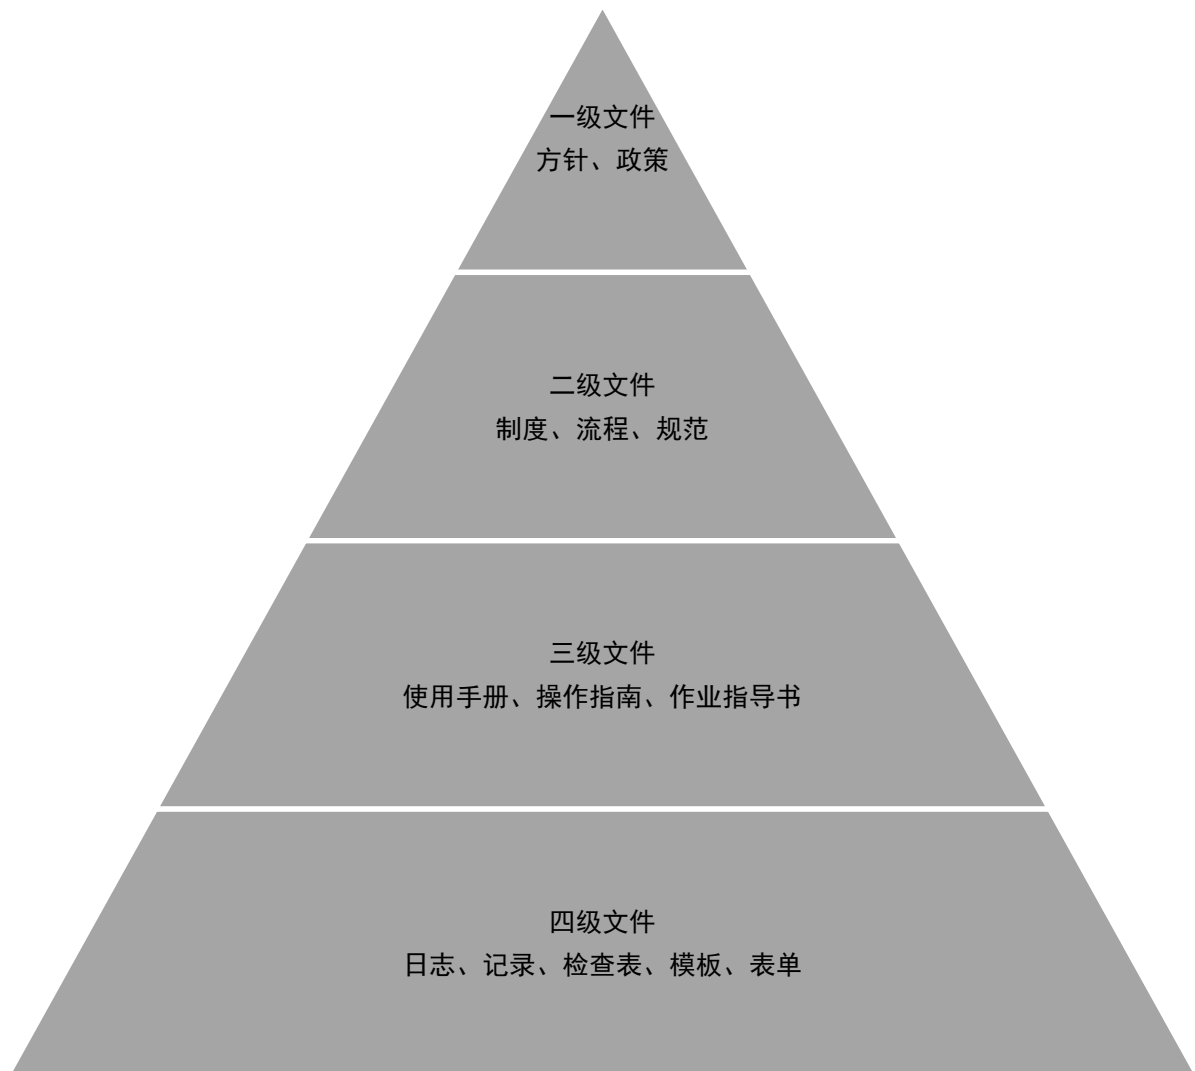 一级文件
方针、政策
二级文件
制度、流程、规范
三级文件
使用手册、操作指南、作业指导书
四级文件
日志、记录、检查表、模板、表单